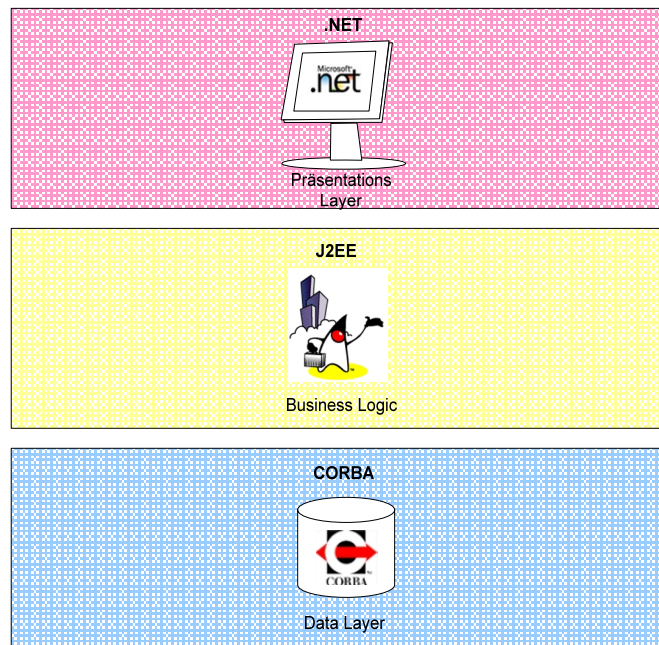 .NET
Microsoft
.net
Präsentations
Layer
J2EE
Business Logic
CORBA
CORBA
Data Layer